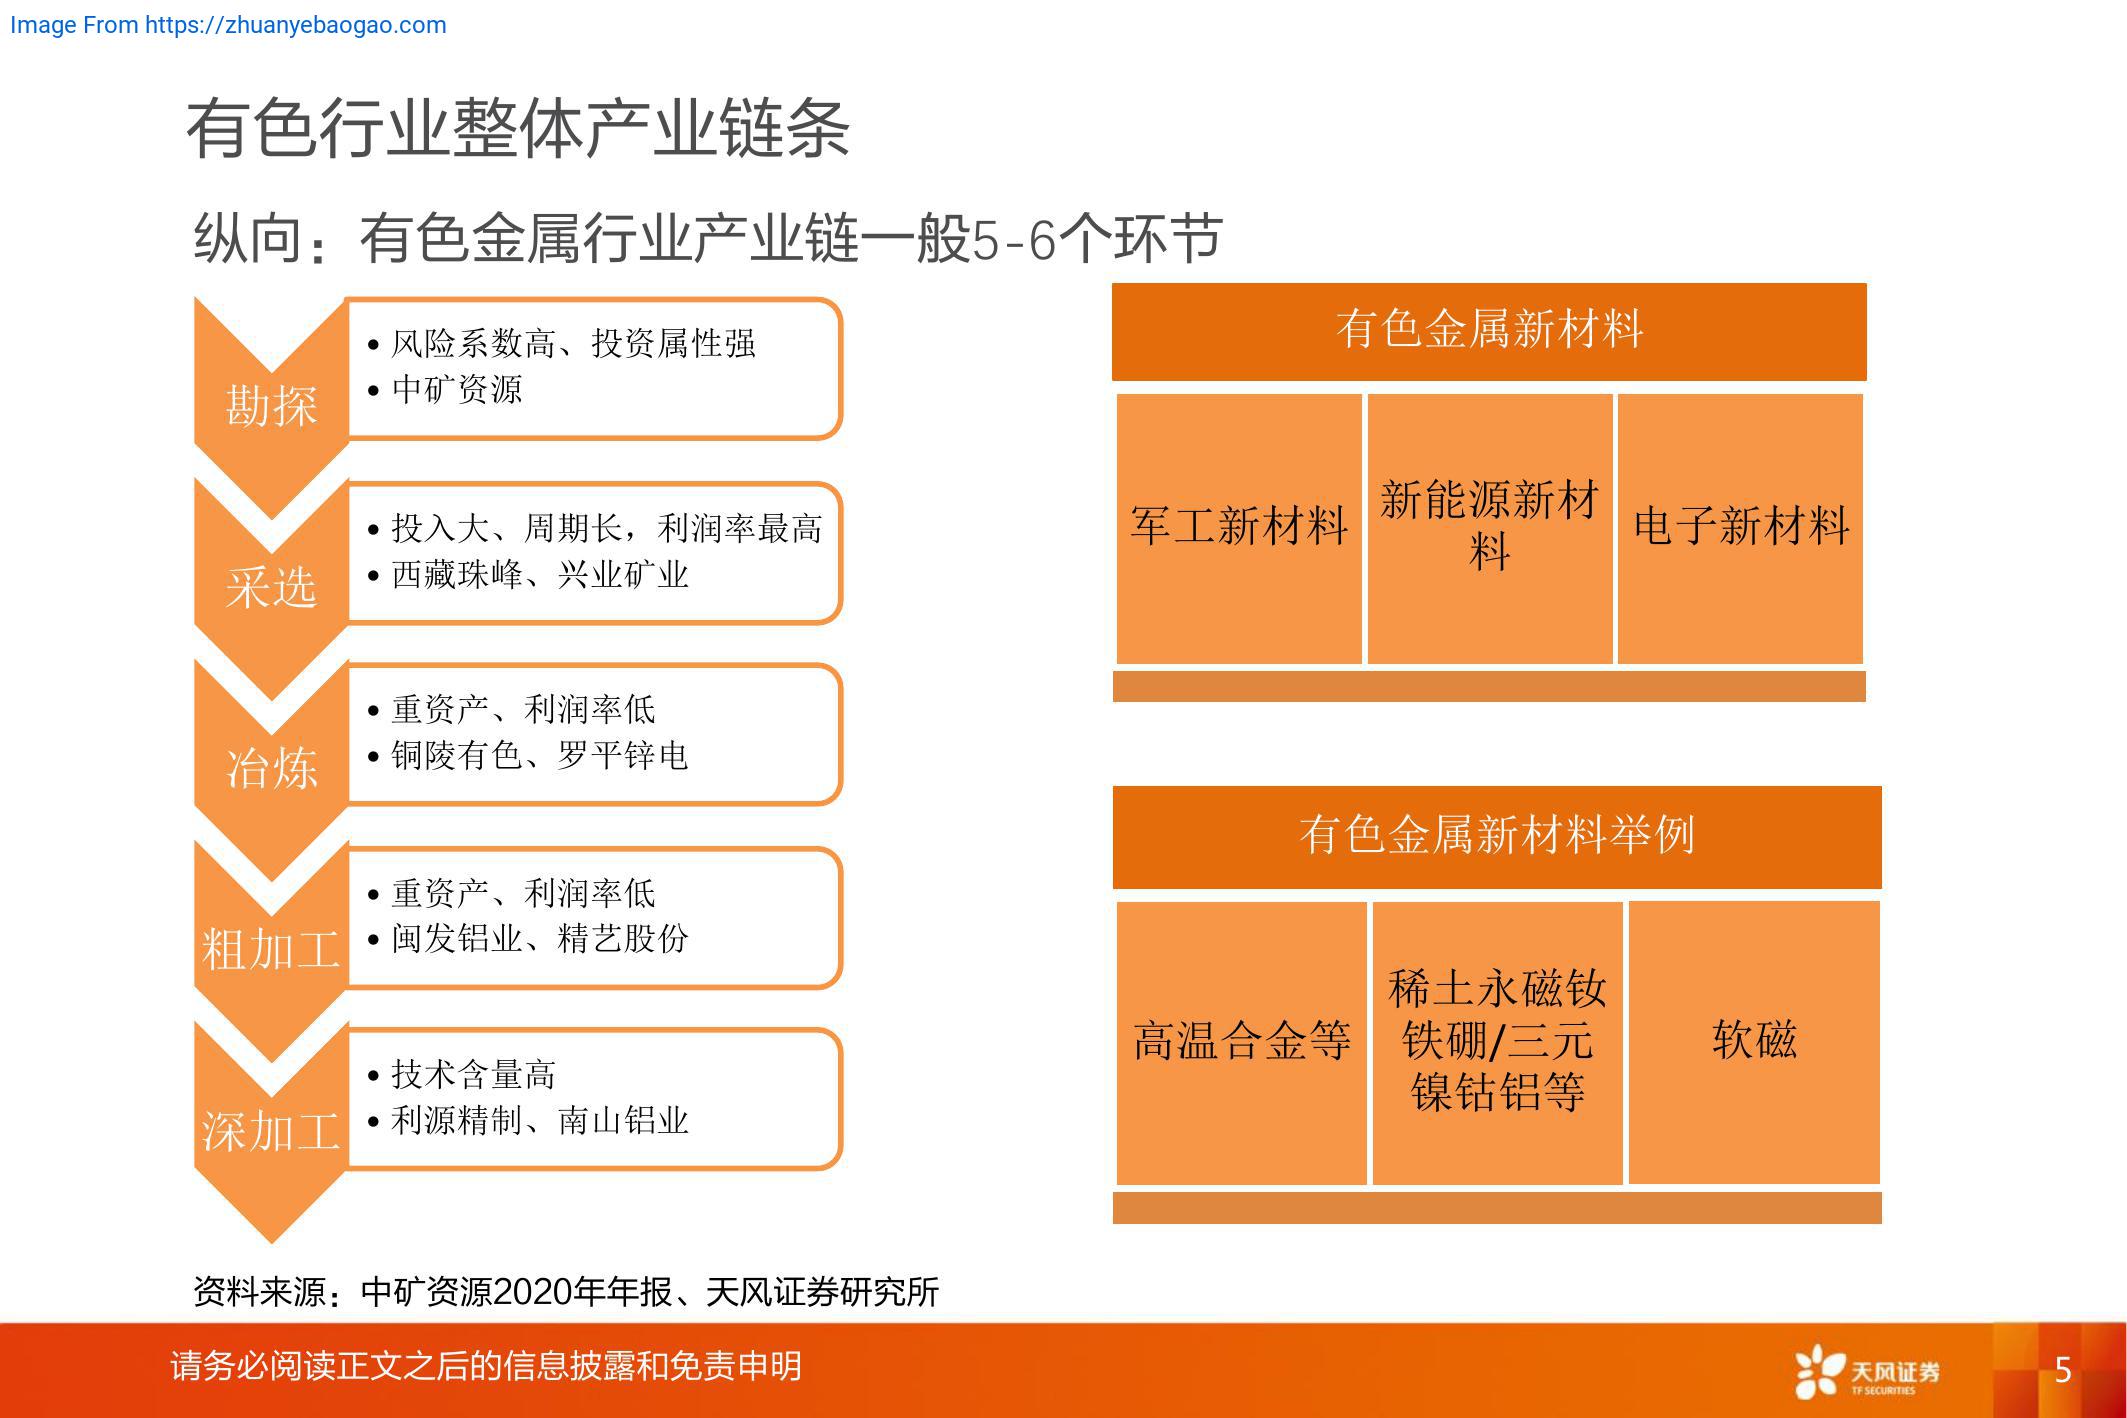 Image From https://zhuanyebaogao.com
有色行业整体产业链条
纵向：有色金属行业产业链一般5-6个环节
勘探
• 风险系数高、投资属性强
• 中矿资源
采选
• 投入大、周期长，利润率最高
• 西藏珠峰、兴业矿业
冶炼
• 重资产、利润率低
• 铜陵有色、罗平锌电
粗加工
• 重资产、利润率低
• 闽发铝业、精艺股份
深加工
• 技术含量高
• 利源精制、南山铝业
有色金属新材料
军工新材料
新能源新材
料
电子新材料
有色金属新材料举例
高温合金等
稀土永磁钕
铁硼/三元
镍钴铝等
软磁
资料来源：中矿资源2020年年报、天风证券研究所
请务必阅读正文之后的信息披露和免责申明
天风证券
TF SECURITIES
5